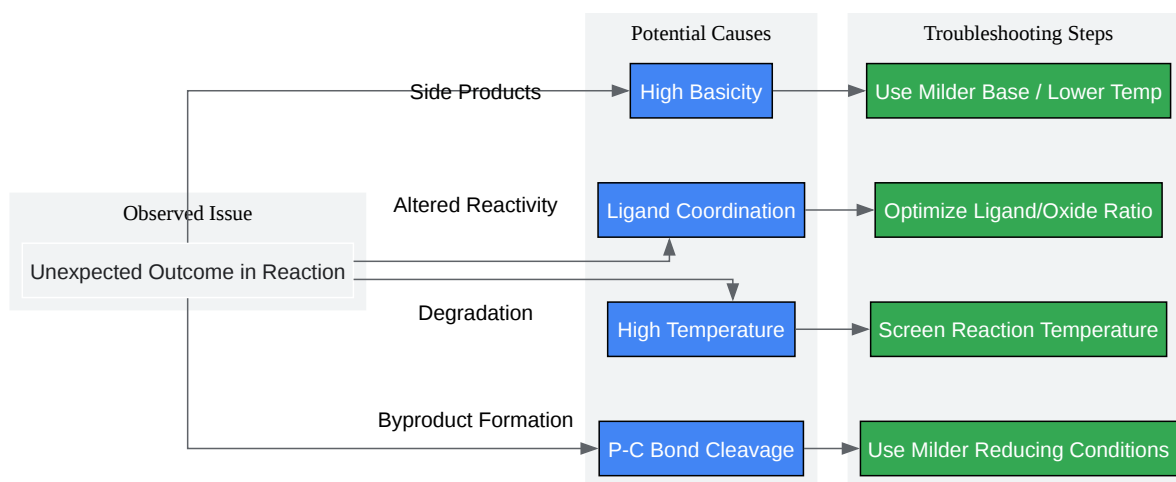 Potential Causes
Troubleshooting Steps
Side Products
High Basicity
Use Milder Base / Lower Temp
Observed Issue
Altered Reactivity
Ligand Coordination
Optimize Ligand/Oxide Ratio
Unexpected Outcome in Reaction
Degradation
High Temperature
Screen Reaction Temperature
Byproduct Formation
P-C Bond Cleavage
Use Milder Reducing Conditions